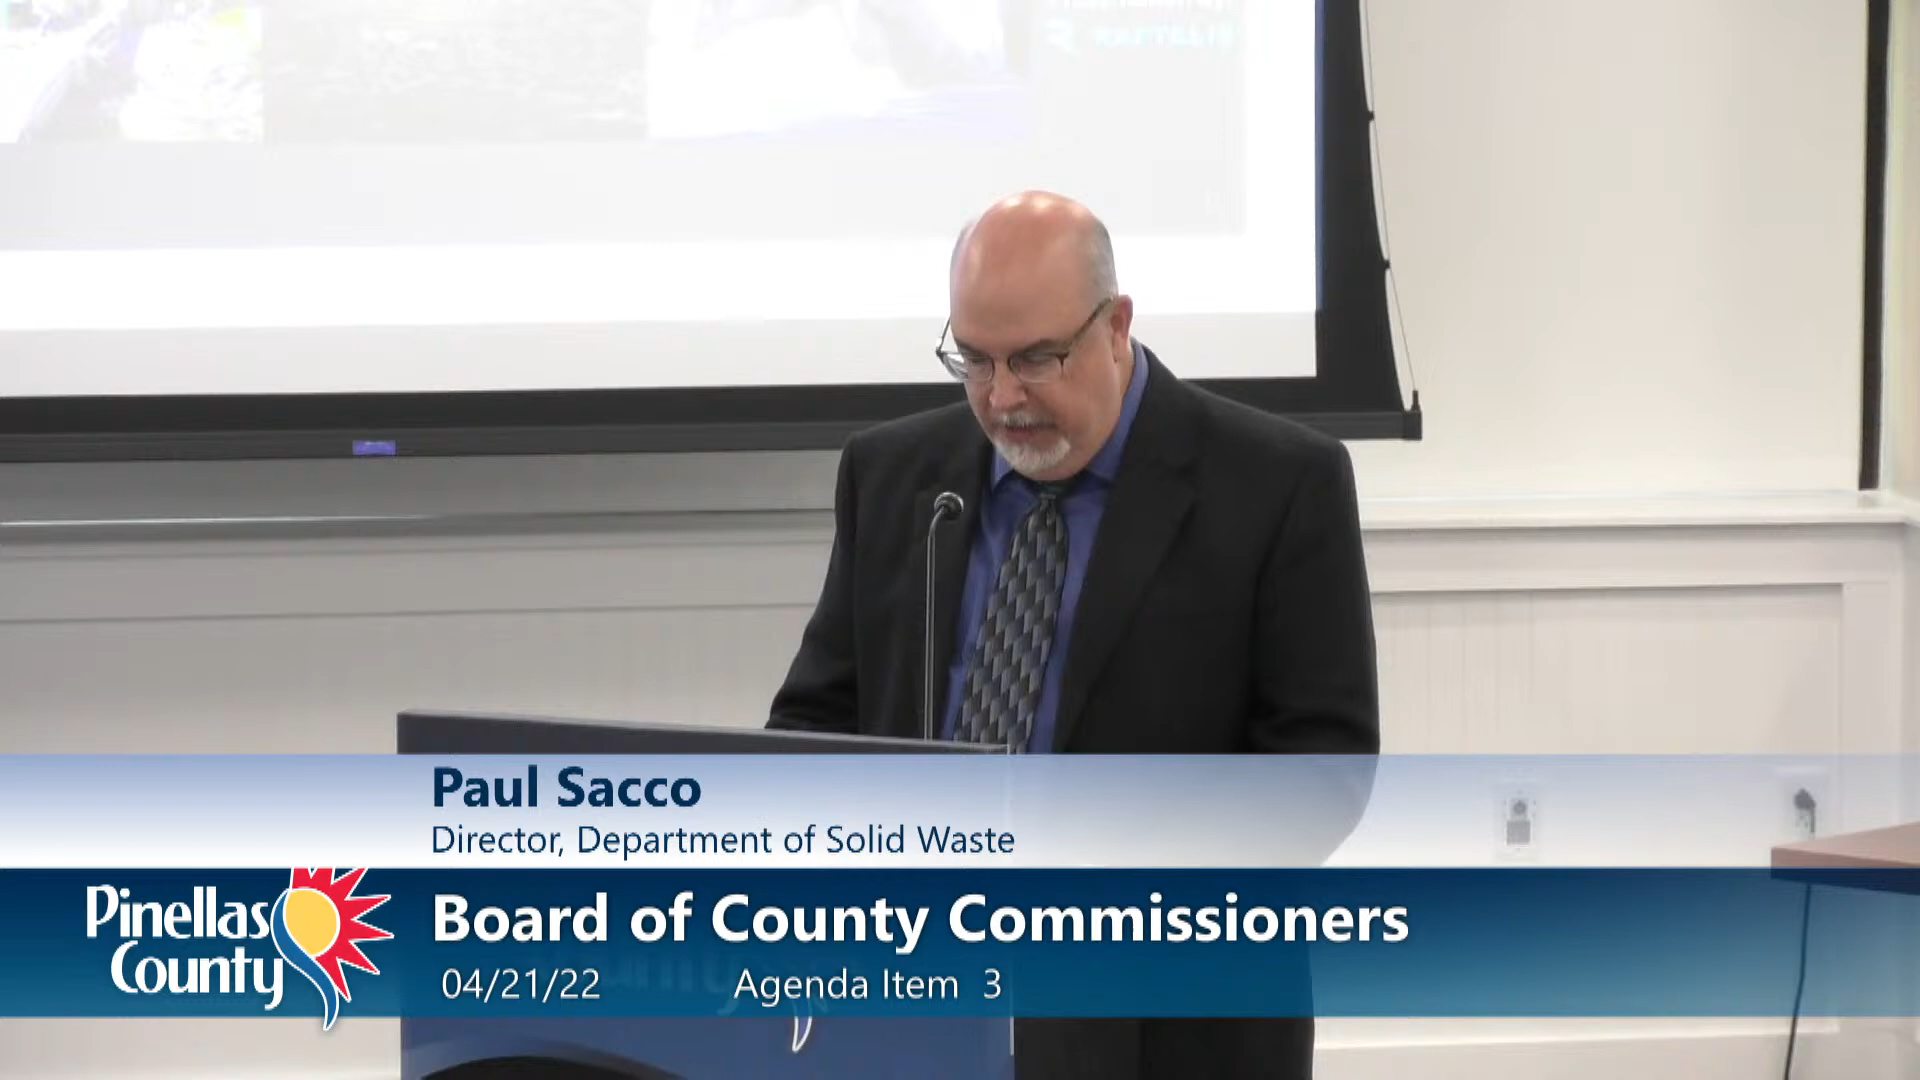 Paul Sacco
Director, Department of Solid Waste
Pinellas
County
Board of County Commissioners
04/21/22 Agenda Item 3